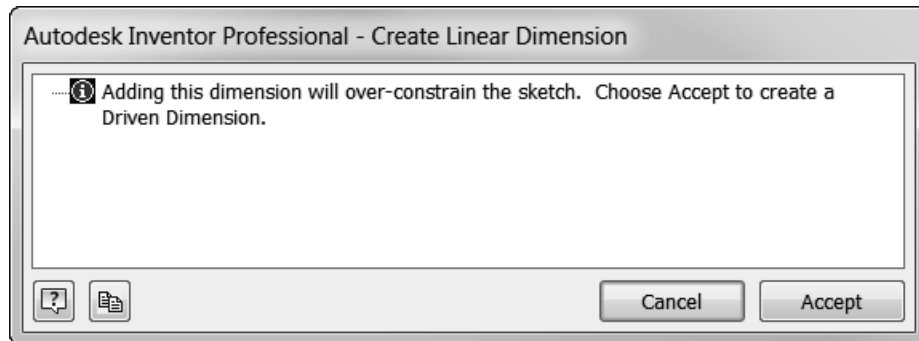 Autodesk Inventor Professional - Create Linear Dimension
Adding this dimension will over-constrain the sketch.  Choose Accept to create a
Driven Dimension.
Cancel
Accept